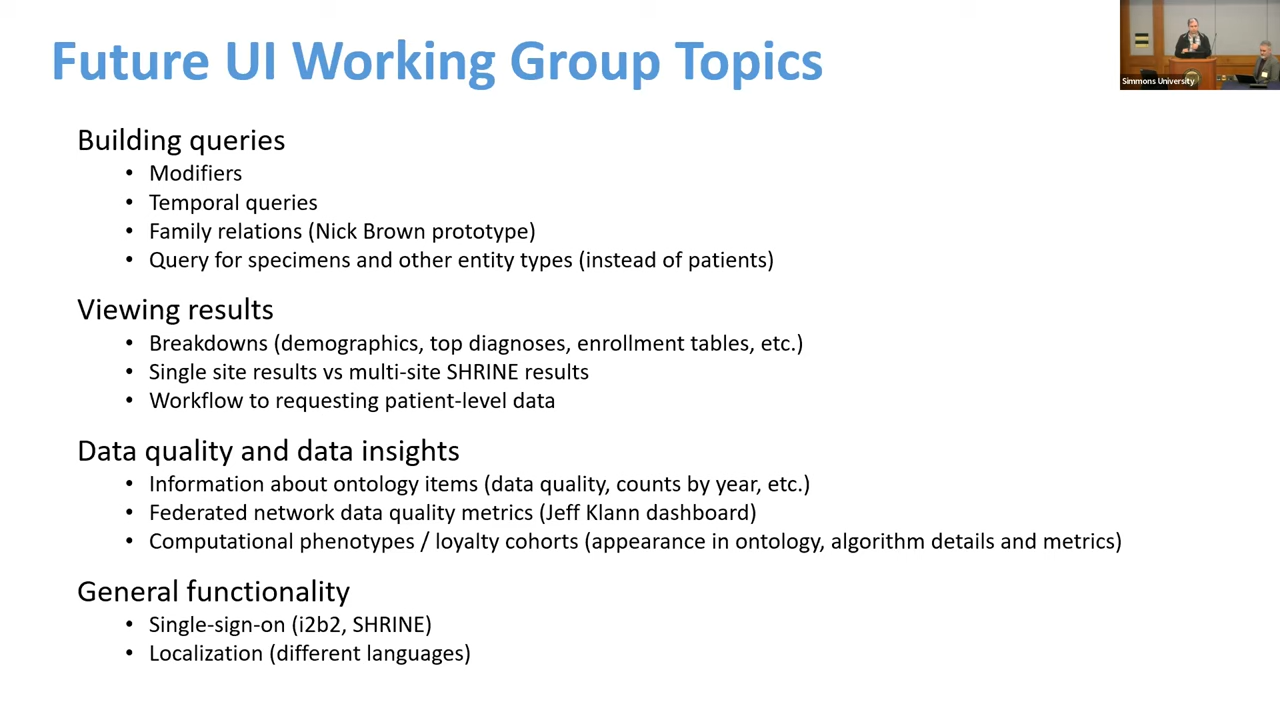 Future UI Working Group Topics
Simmons University
Building queries
• Modifiers
• Temporal queries
• Family relations (Nick Brown prototype)
• Query for specimens and other entity types (instead of patients)
Viewing results
• Breakdowns (demographics, top diagnoses, enrollment tables, etc.)
• Single site results vs multi-site SHRINE results
• Workflow to requesting patient-level data
Data quality and data insights
• Information about ontology items (data quality, counts by year, etc.)
• Federated network data quality metrics (Jeff Klann dashboard)
• Computational phenotypes / loyalty cohorts (appearance in ontology, algorithm details and metrics)
General functionality
• Single-sign-on (i2b2, SHRINE)
• Localization (different languages)